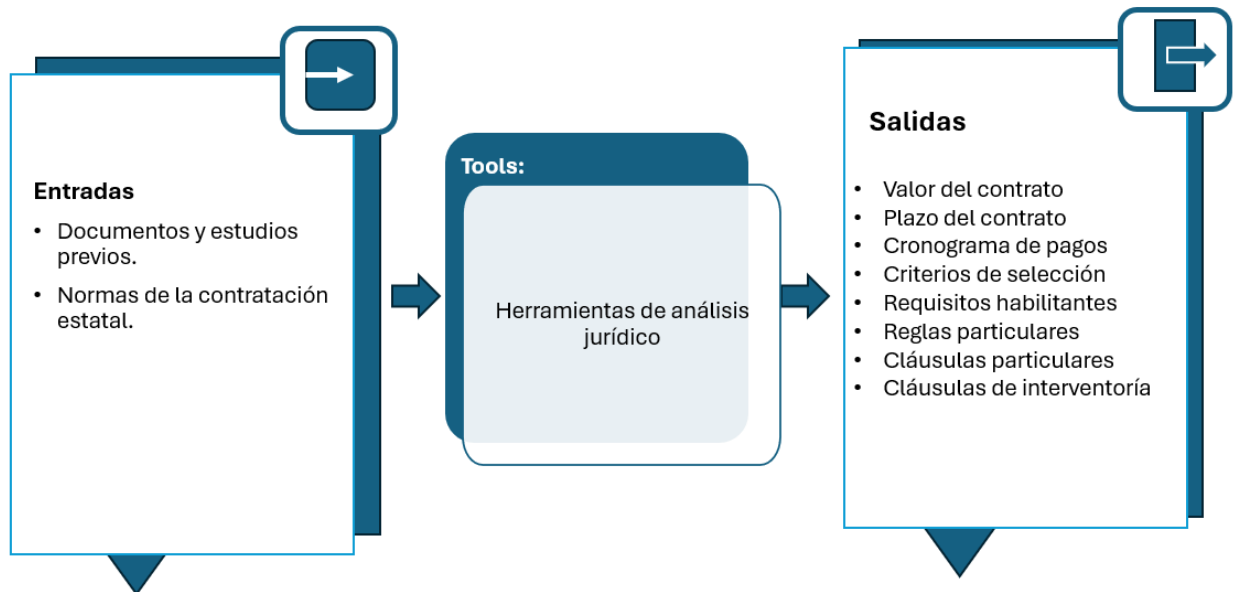 Entradas
• Documentos y estudios
previos.
• Normas de la contratación
estatal.
Tools:
Herramientas de análisis
jurídico
Salidas
• Valor del contrato
• Plazo del contrato
• Cronograma de pagos
• Criterios de selección
• Requisitos habilitantes
• Reglas particulares
• Cláusulas particulares
• Cláusulas de interventoría